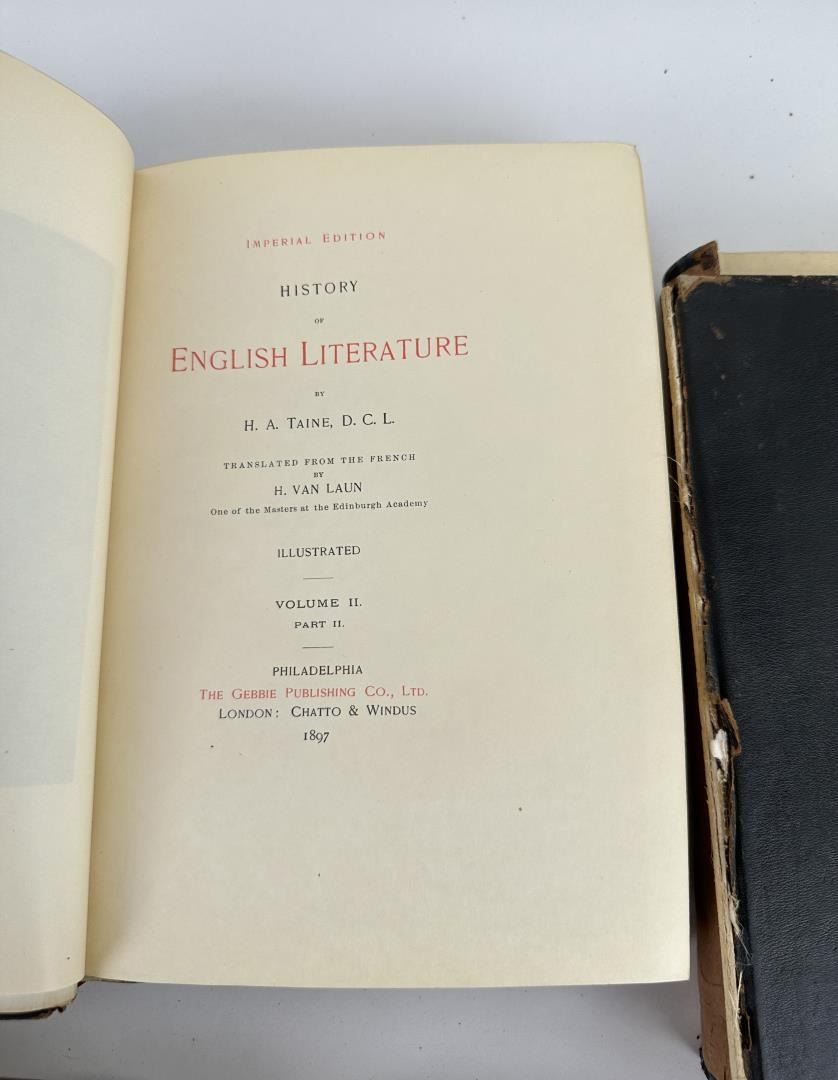 IMPERIAL EDITION
HISTORY
OF
ENGLISH LITERATURE
BY
H. A. TAINE, D. C. L.
TRANSLATED FROM THE FRENCH
BY
H. VAN LAUN
One of the Masters at the Edinburgh Academy
ILLUSTRATED
VOLUME II.
PART II.
PHILADELPHIA
THE GEBBIE PUBLISHING CO., LTD.
LONDON: CHATTO & WINDUS
1897